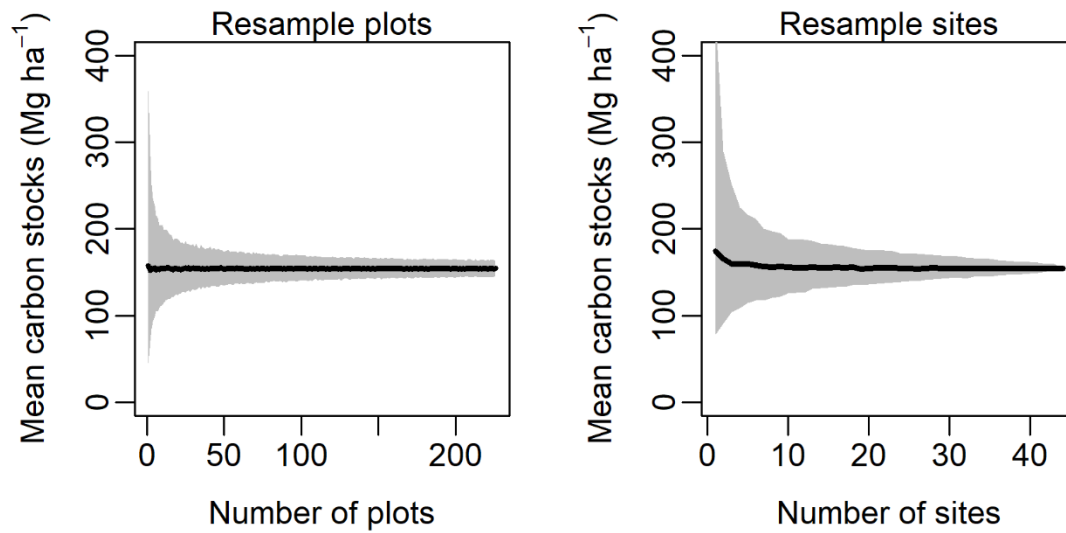 Resample plots
Mean carbon stocks (Mg ha⁻¹)
400
300
200
100
0
0 50 100 200
Number of plots
Resample sites
Mean carbon stocks (Mg ha⁻¹)
400
300
200
100
0
0 10 20 30 40
Number of sites